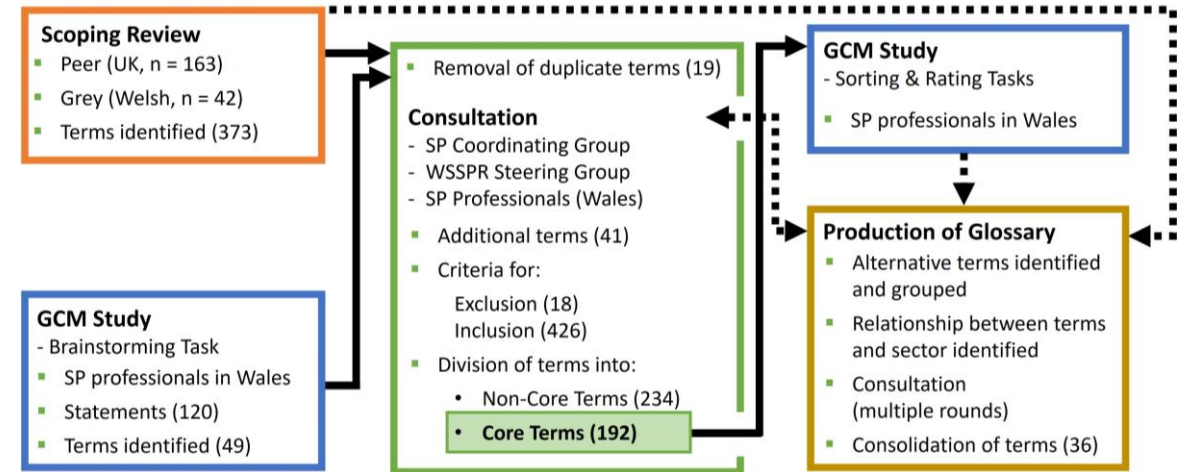 Scoping Review
▪ Peer (UK, n = 163)
▪ Grey (Welsh, n = 42)
▪ Terms identified (373)
GCM Study
- Brainstorming Task
▪ SP professionals in Wales
▪ Statements (120)
▪ Terms identified (49)
▪ Removal of duplicate terms (19)
Consultation
- SP Coordinating Group
- WSSPR Steering Group
- SP Professionals (Wales)
▪ Additional terms (41)
▪ Criteria for:
Exclusion (18)
Inclusion (426)
▪ Division of terms into:
• Non-Core Terms (234)
• Core Terms (192)
GCM Study
- Sorting & Rating Tasks
▪ SP professionals in Wales
Production of Glossary
▪ Alternative terms identified
and grouped
▪ Relationship between terms
and sector identified
▪ Consultation
(multiple rounds)
▪ Consolidation of terms (36)